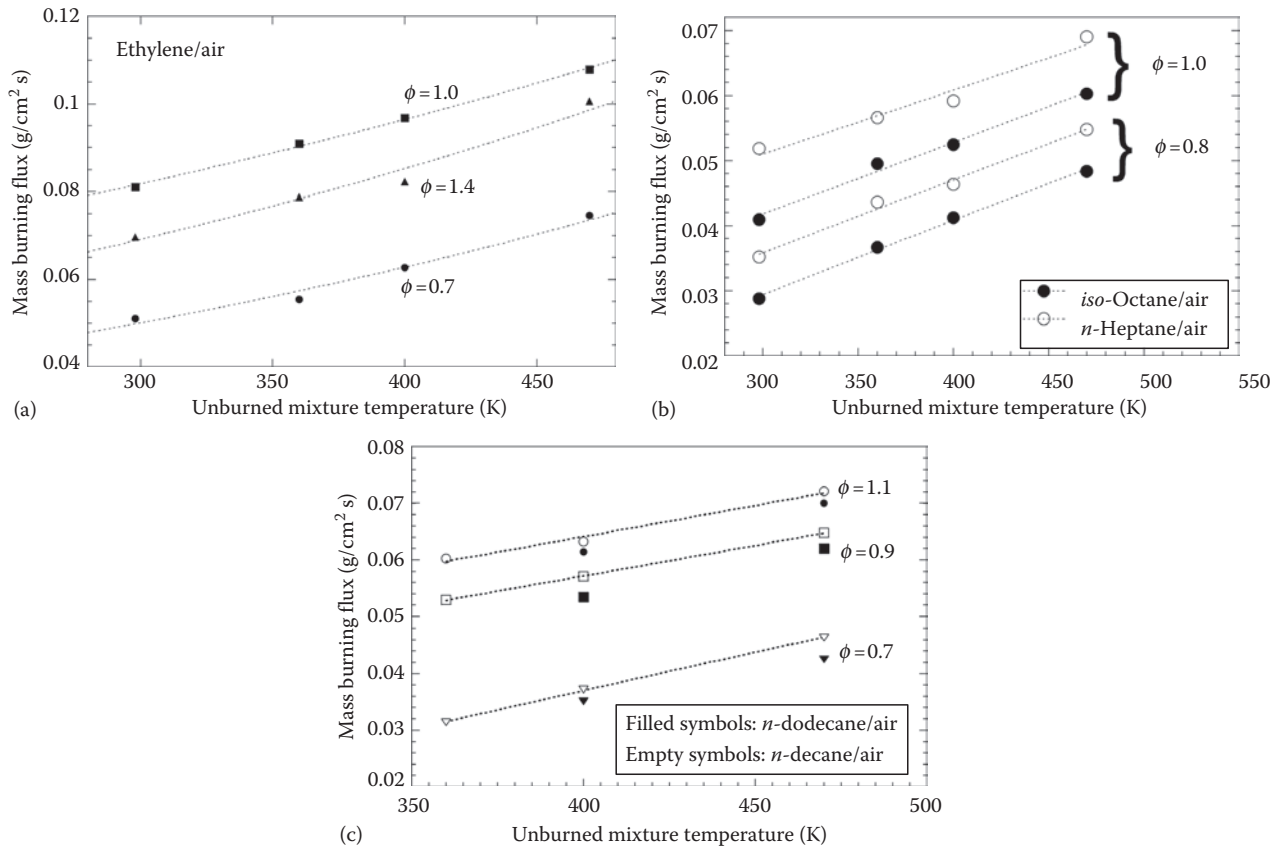 0.12
0.1
0.08
0.06
0.04
Mass burning flux (g/cm² s)
Ethylene/air
ϕ = 1.0
ϕ = 1.4
ϕ = 0.7
300
350
400
450
(a)
Unburned mixture temperature (K)
0.07
0.06
0.05
0.04
0.03
0.02
Mass burning flux (g/cm² s)
ϕ = 1.0
ϕ = 0.8
iso-Octane/air
n-Heptane/air
300
350
400
450
500
550
(b)
Unburned mixture temperature (K)
0.08
0.07
0.06
0.05
0.04
0.03
0.02
Mass burning flux (g/cm² s)
ϕ = 1.1
ϕ = 0.9
ϕ = 0.7
Filled symbols: n-dodecane/air
Empty symbols: n-decane/air
350
400
450
500
(c)
Unburned mixture temperature (K)